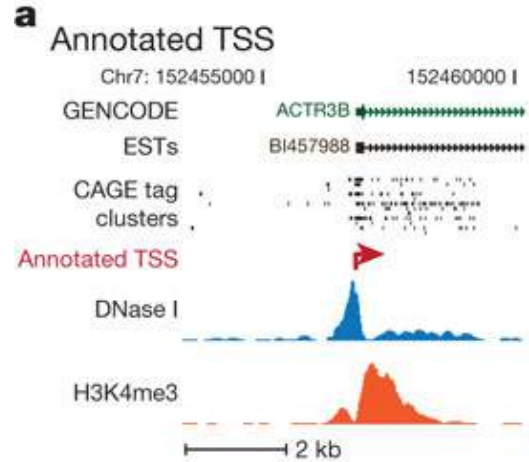 a
Annotated TSS
Chr7: 152455000 I 152460000 I
GENCODE ACTR3B
ESTs BI457988
CAGE tag
clusters
Annotated TSS
DNase I
H3K4me3
2 kb